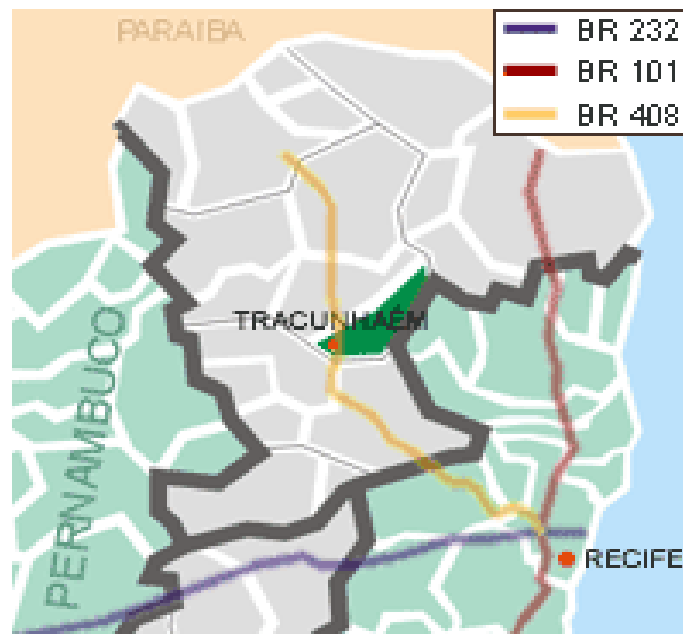 PARAIBA
BR 232
BR 101
BR 408
TRACUNHAÉM
PERNAMBUCO
RECIFE